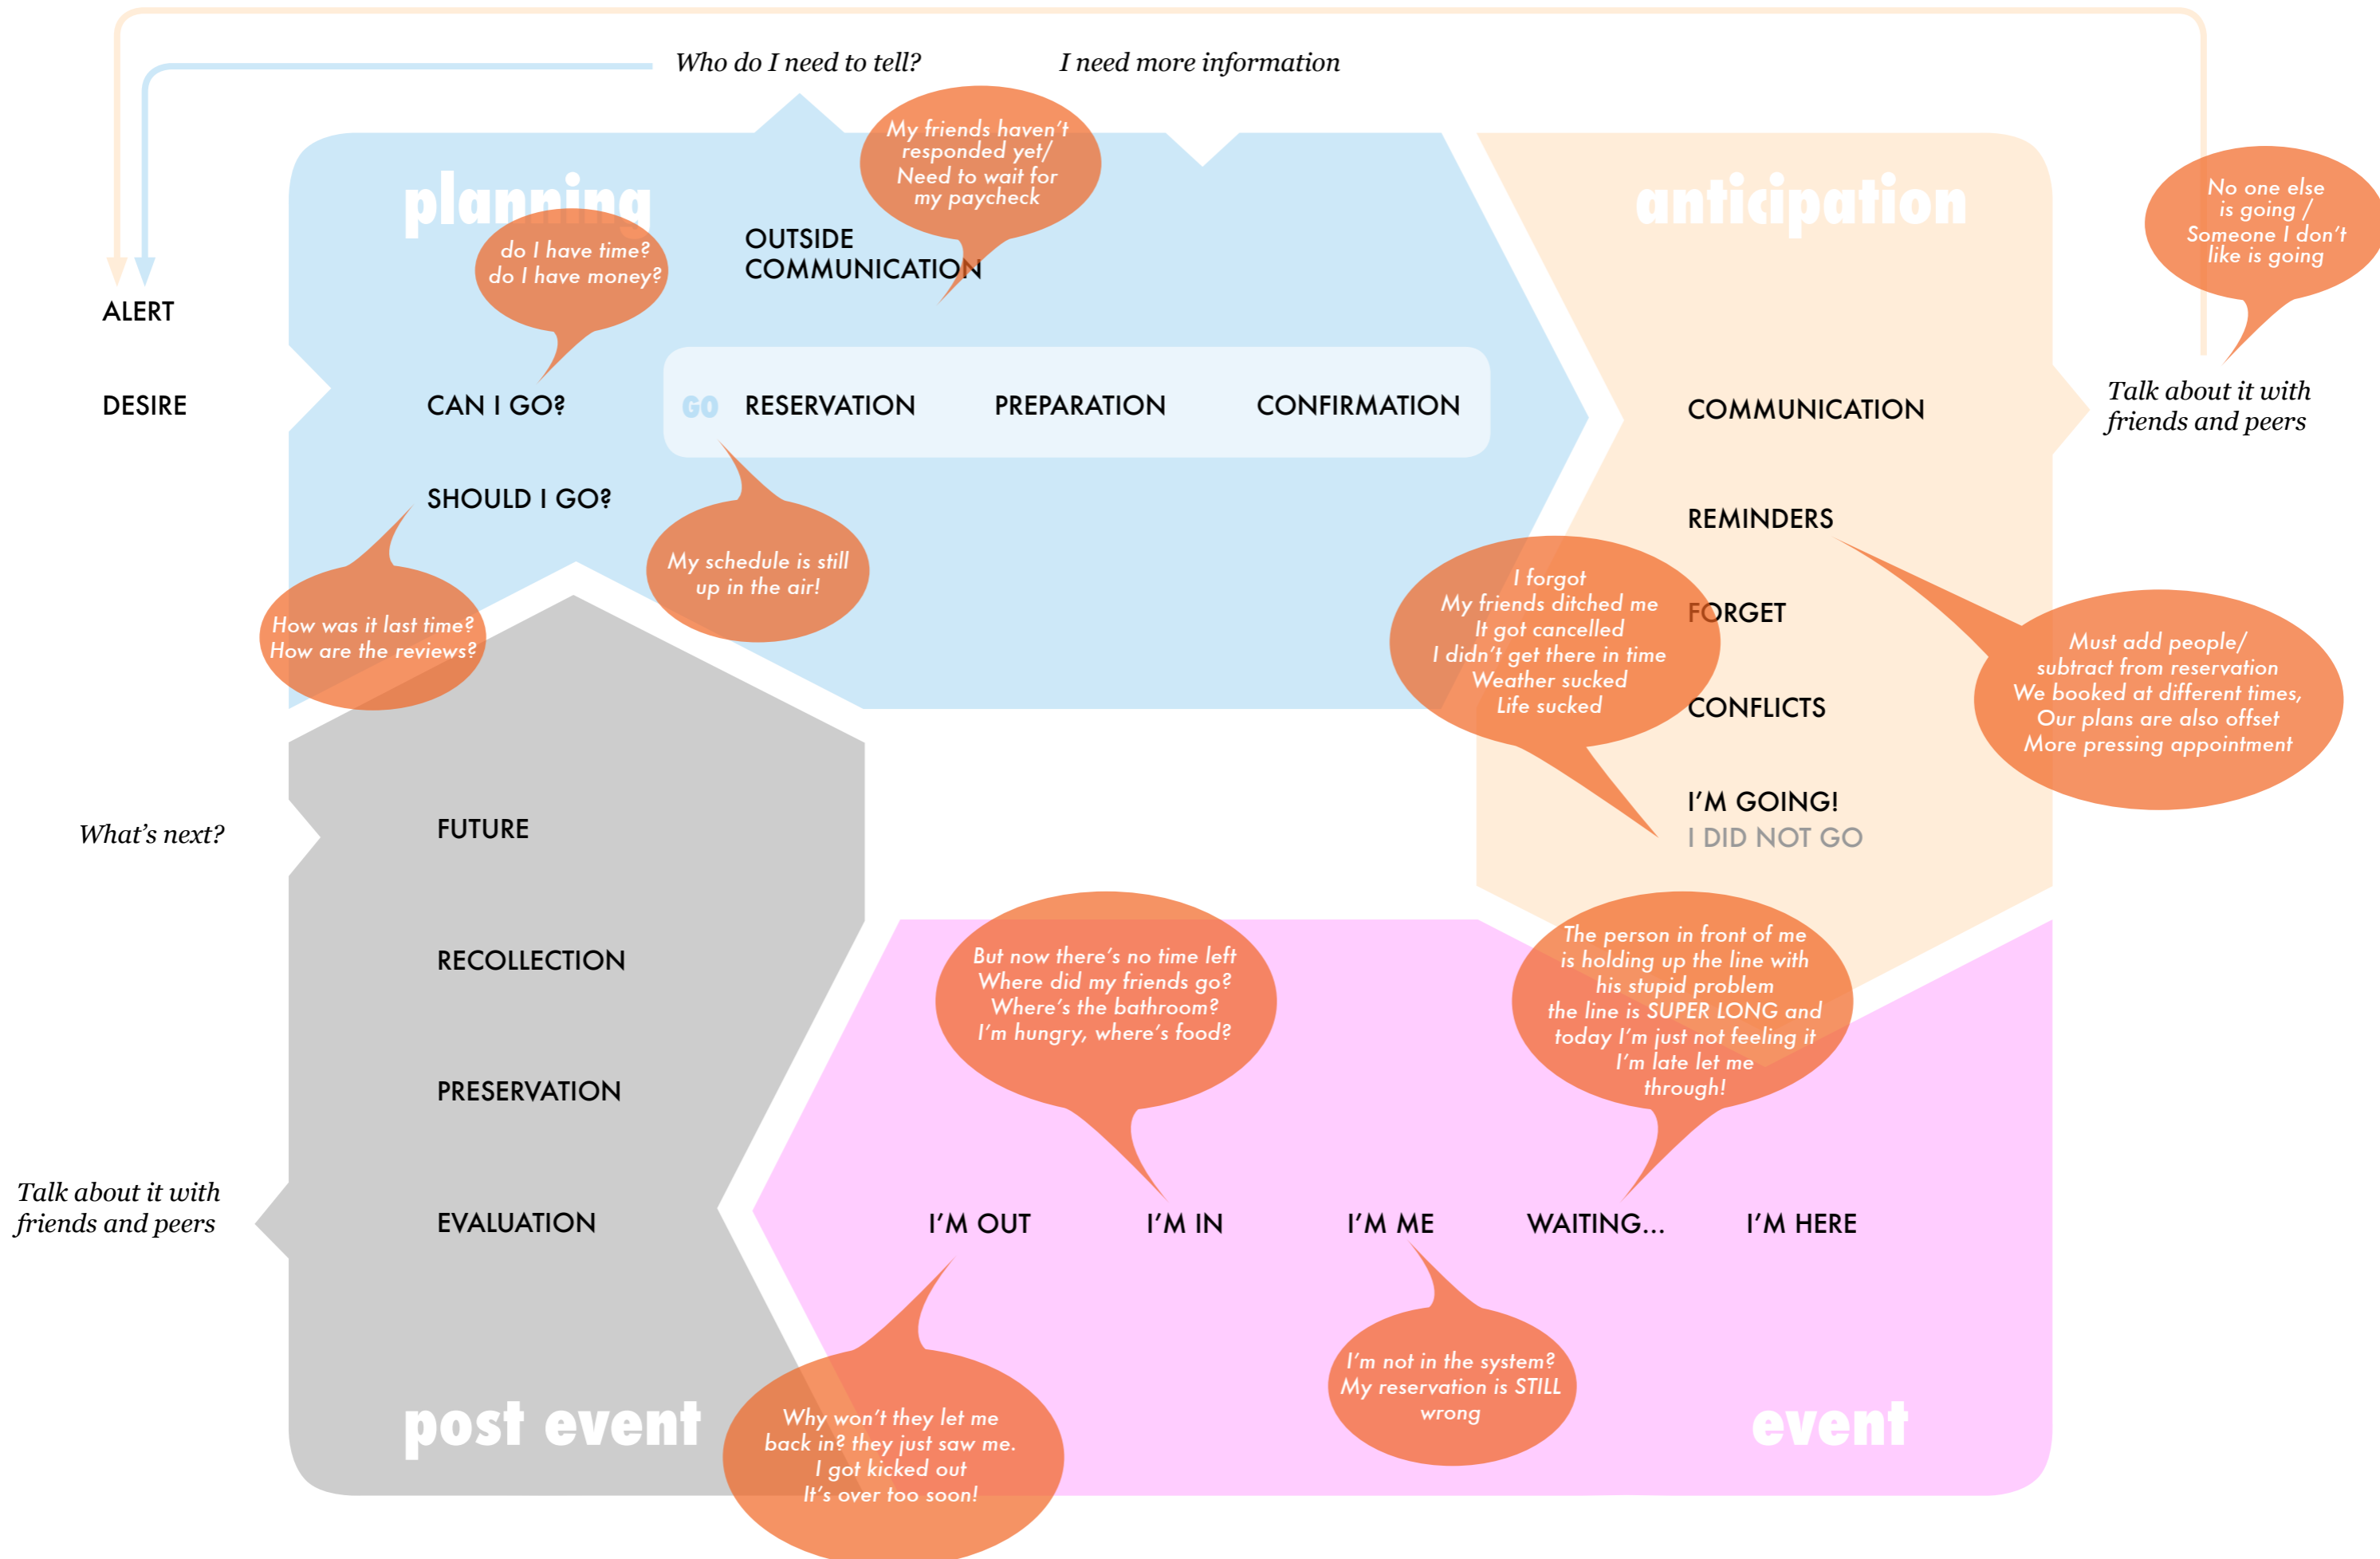 Who do I need to tell?
I need more information
planning
My friends haven't
responded yet/
Need to wait for
my paycheck
do I have time?
do I have money?
OUTSIDE
COMMUNICATION
ALERT
DESIRE
CAN I GO?
GO
RESERVATION
PREPARATION
CONFIRMATION
SHOULD I GO?
How was it last time?
How are the reviews?
My schedule is still
up in the air!
anticipation
No one else
is going /
Someone I don't
like is going
COMMUNICATION
Talk about it with
friends and peers
REMINDERS
I forgot
My friends ditched me
It got cancelled
I didn't get there in time
Weather sucked
Life sucked
FORGET
Must add people/
subtract from reservation
We booked at different times,
Our plans are also offset
More pressing appointment
CONFLICTS
I'M GOING!
I DID NOT GO
What's next?
FUTURE
RECOLLECTION
PRESERVATION
Talk about it with
friends and peers
EVALUATION
post event
But now there's no time left
Where did my friends go?
Where's the bathroom?
I'm hungry, where's food?
The person in front of me
is holding up the line with
his stupid problem
the line is SUPER LONG and
today I'm just not feeling it
I'm late let me
through!
I'M OUT
I'M IN
I'M ME
WAITING...
I'M HERE
Why won't they let me
back in? they just saw me.
I got kicked out
It's over too soon!
I'm not in the system?
My reservation is STILL
wrong
event